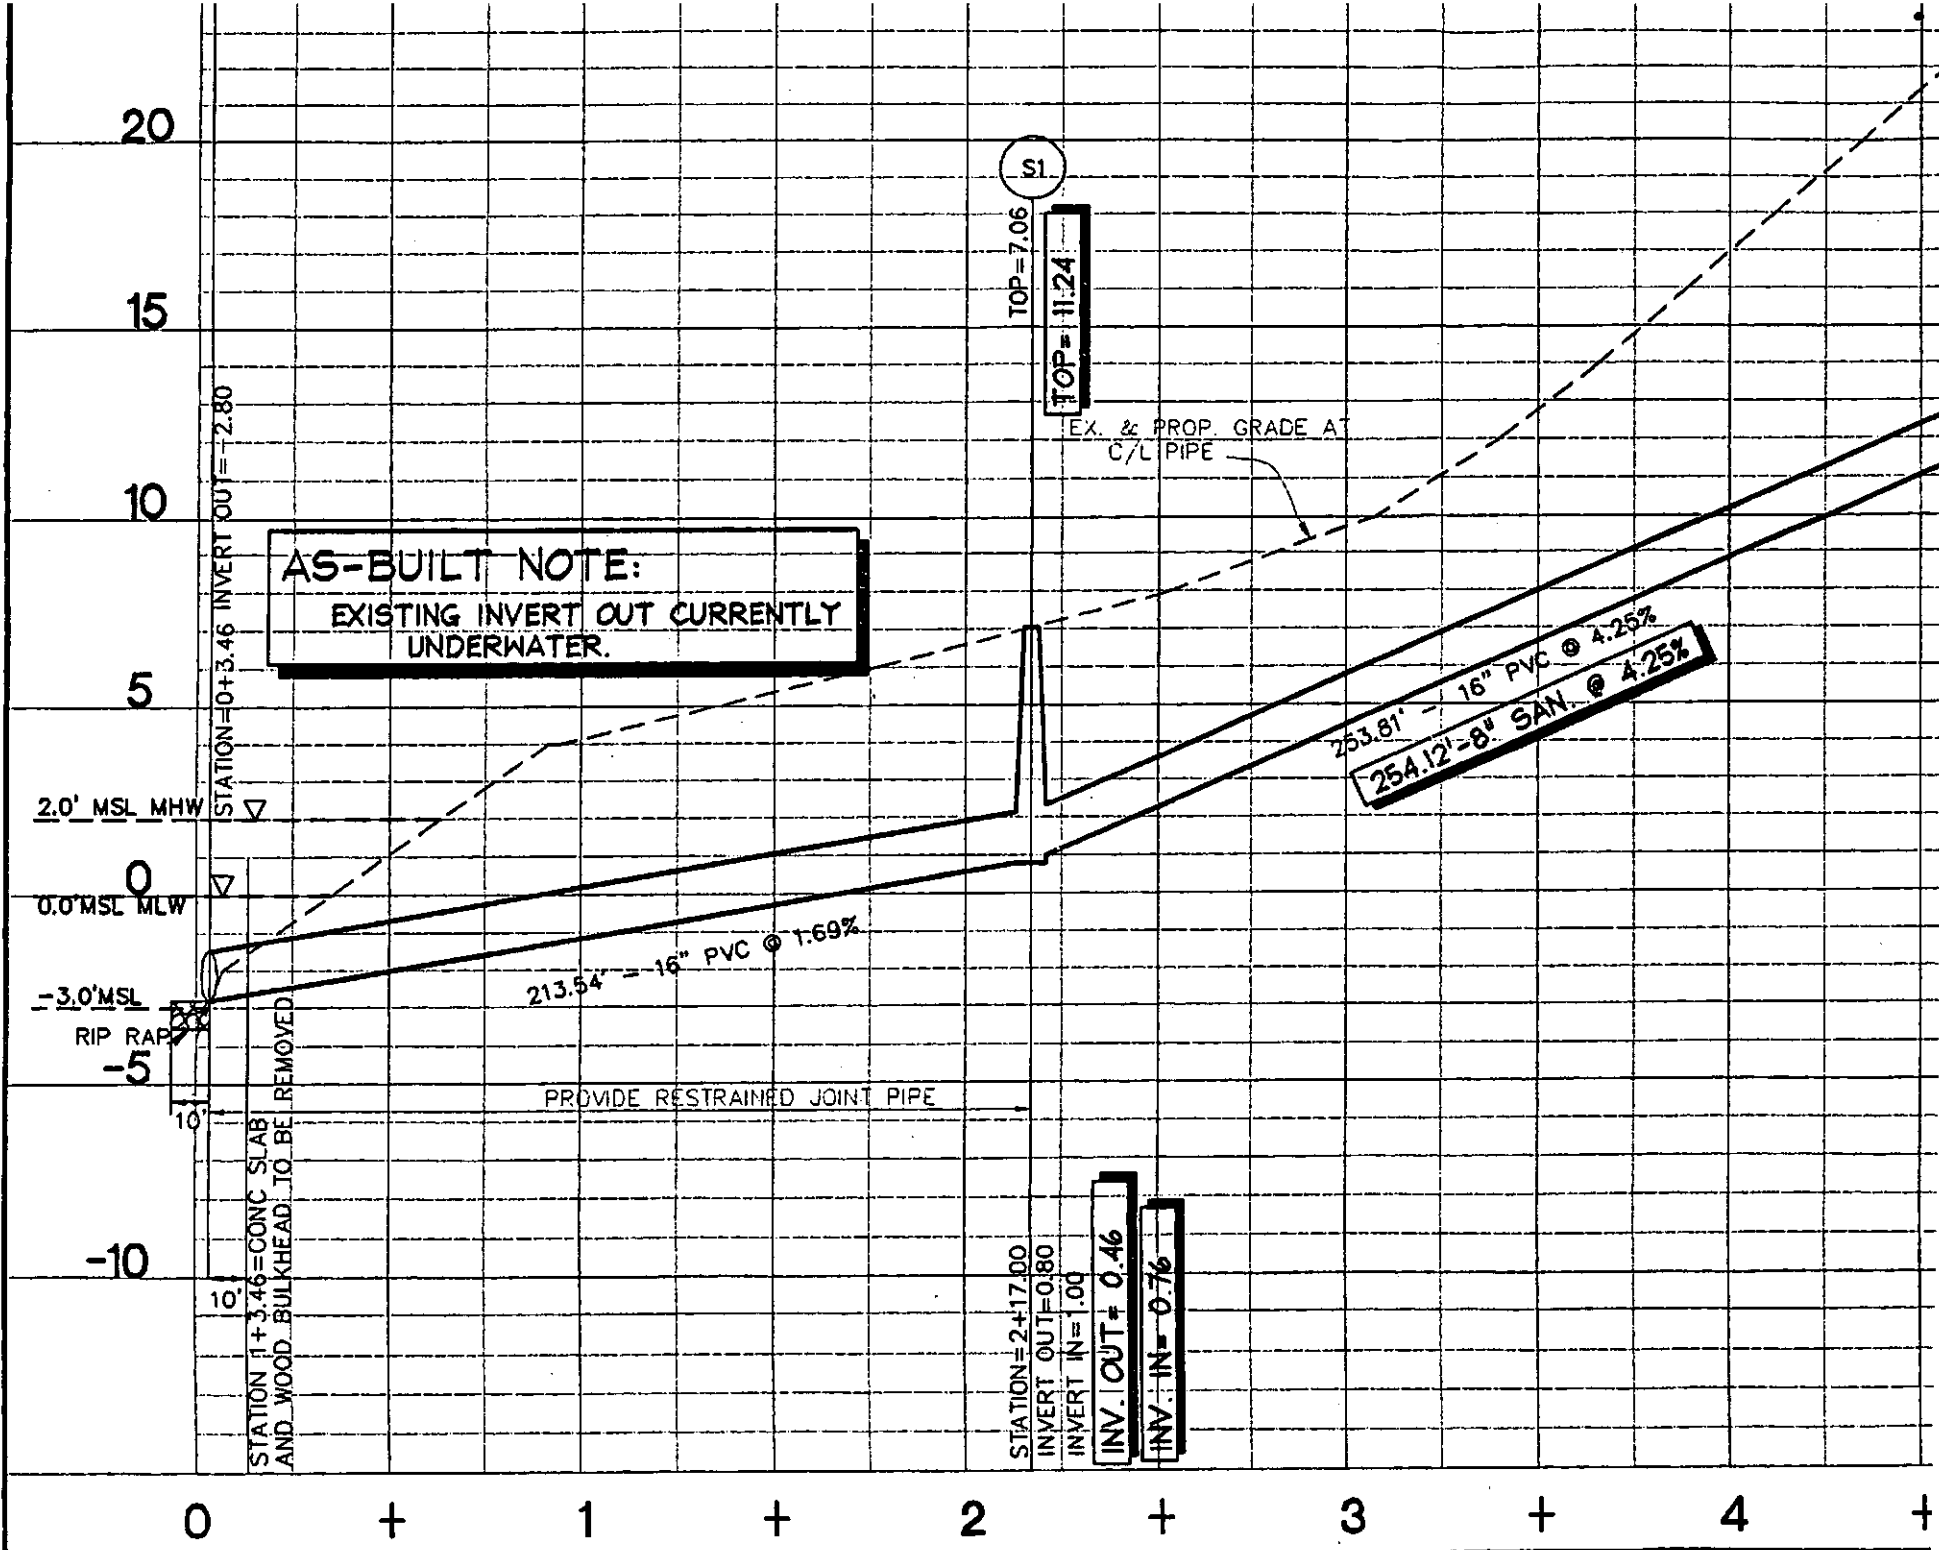 20
15
10
5
0
-5
-10
S1
TOP=7.06
TOP= 11.24
EX. & PROP. GRADE AT
C/L PIPE
STATION=0+3.46 INVERT OUT=-2.80
AS-BUILT NOTE:
EXISTING INVERT OUT CURRENTLY
UNDERWATER.
2.0' MSL MHW
0.0'MSL MLW
-3.0'MSL
RIP RAP
10'
10'
213.54' - 16" PVC @ 1.69%
253.81' - 16" PVC @ 4.25%
254.12'-8" SAN. @ 4.25%
PROVIDE RESTRAINED JOINT PIPE
STATION 1+3.46=CONC SLAB
AND WOOD BULKHEAD TO BE REMOVED
STATION=2+17.00
INVERT OUT=0.80
INVERT IN=1.00
INV. OUT= 0.46
INV. IN= 0.76
0 + 1 + 2 + 3 + 4 +